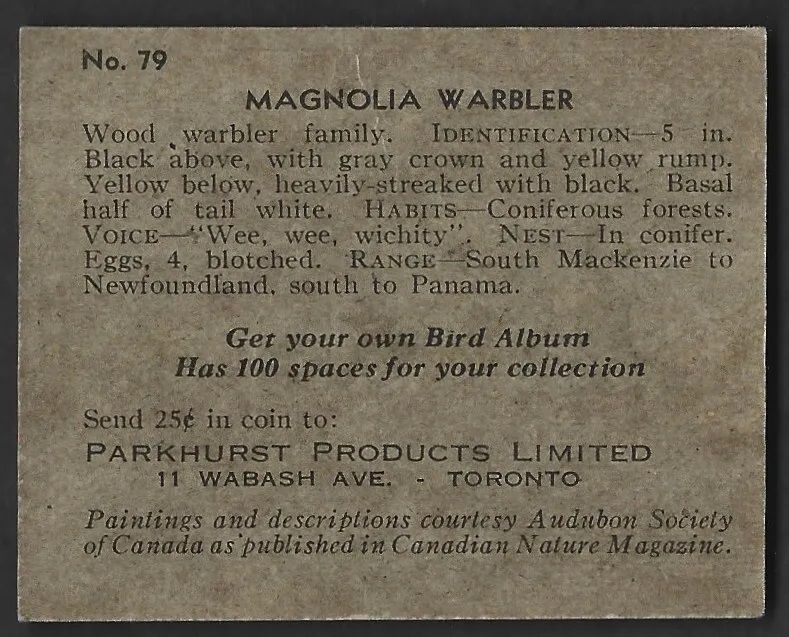 No. 79
MAGNOLIA WARBLER
Wood warbler family. IDENTIFICATION—5 in.
Black above, with gray crown and yellow rump.
Yellow below, heavily-streaked with black. Basal
half of tail white. HABITS—Coniferous forests.
VOICE—"Wee, wee, wichity". NEST—In conifer.
Eggs, 4, blotched. RANGE—South Mackenzie to
Newfoundland, south to Panama.
Get your own Bird Album
Has 100 spaces for your collection
Send 25¢ in coin to:
PARKHURST PRODUCTS LIMITED
11 WABASH AVE. - TORONTO
Paintings and descriptions courtesy Audubon Society
of Canada as published in Canadian Nature Magazine.